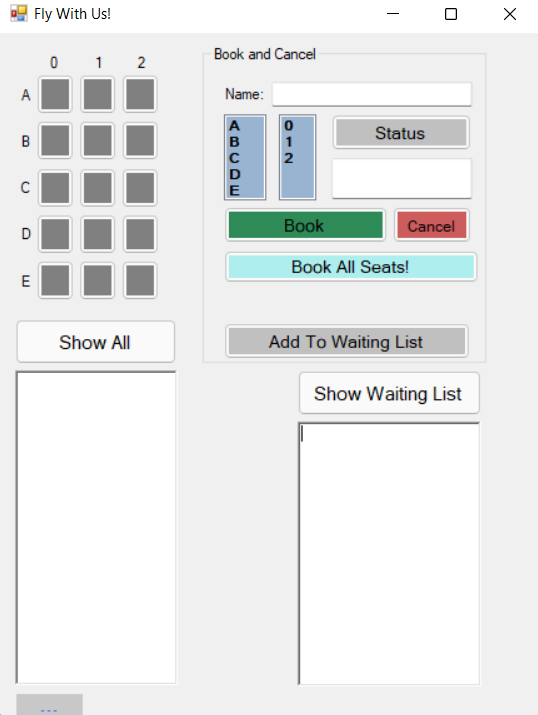 Fly With Us!
0 1 2
A
B
C
D
E
Book and Cancel
Name:
A
B
C
D
E
0
1
2
Status
Book
Cancel
Book All Seats!
Add To Waiting List
Show All
Show Waiting List
---